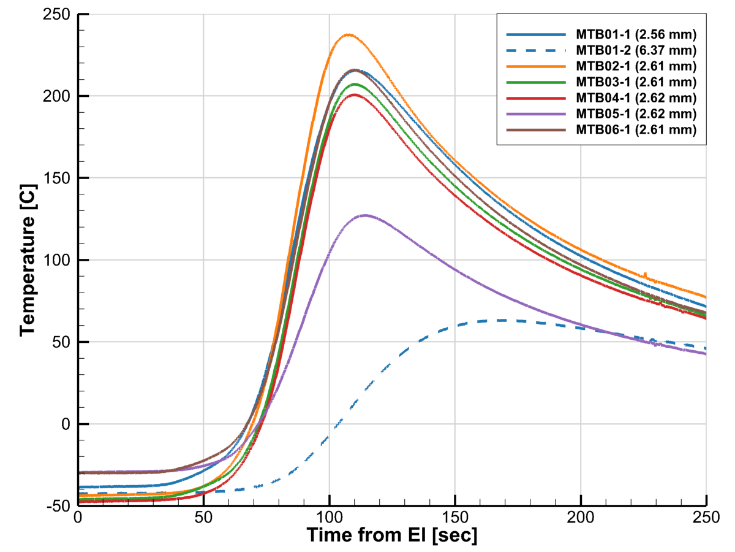 250
200
150
100
50
0
-50
Temperature [C]
MTB01-1 (2.56 mm)
MTB01-2 (6.37 mm)
MTB02-1 (2.61 mm)
MTB03-1 (2.61 mm)
MTB04-1 (2.62 mm)
MTB05-1 (2.62 mm)
MTB06-1 (2.61 mm)
0 50 100 150 200 250
Time from EI [sec]